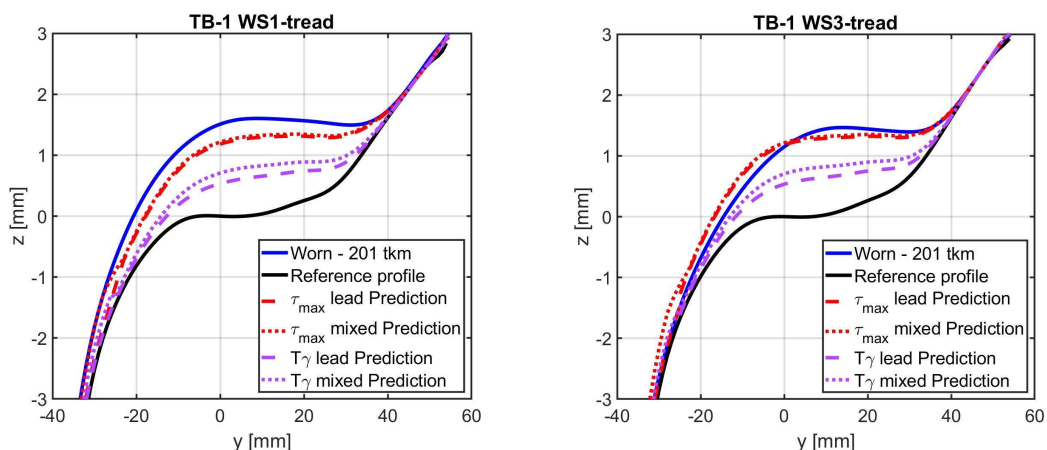 TB-1 WS1-tread
3
2
1
0
-1
-2
-3
z [mm]
-40
-20
0
20
40
60
y [mm]
Worn - 201 tkm
Reference profile
τmax lead Prediction
τmax mixed Prediction
Tγ lead Prediction
Tγ mixed Prediction
TB-1 WS3-tread
3
2
1
0
-1
-2
-3
z [mm]
-40
-20
0
20
40
60
y [mm]
Worn - 201 tkm
Reference profile
τmax lead Prediction
τmax mixed Prediction
Tγ lead Prediction
Tγ mixed Prediction